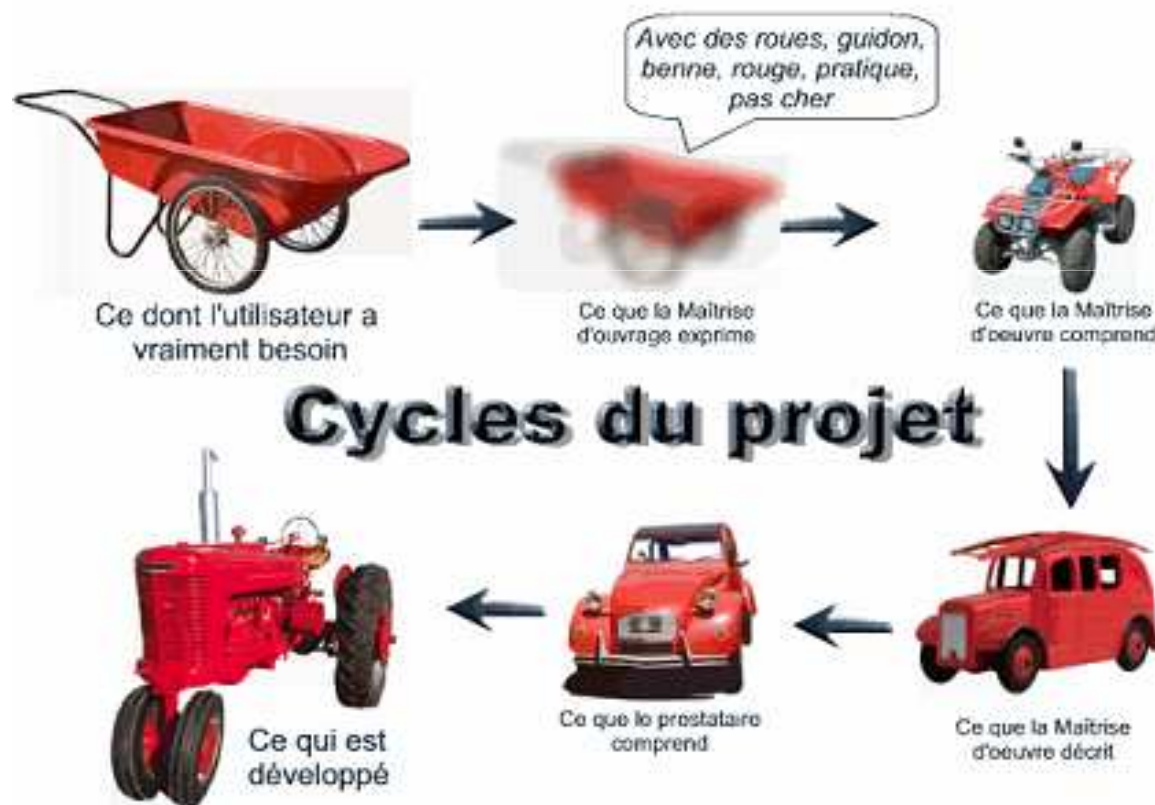 Avec des roues, guidon,
benne, rouge, pratique,
pas cher
Ce dont l'utilisateur a
vraiment besoin
Ce que la Maîtrise
d'ouvrage exprime
Ce que la Maîtrise
d'oeuvre comprend
Cycles du projet
Ce que la Maîtrise
d'oeuvre décrit
Ce que le prestataire
comprend
Ce qui est
développé